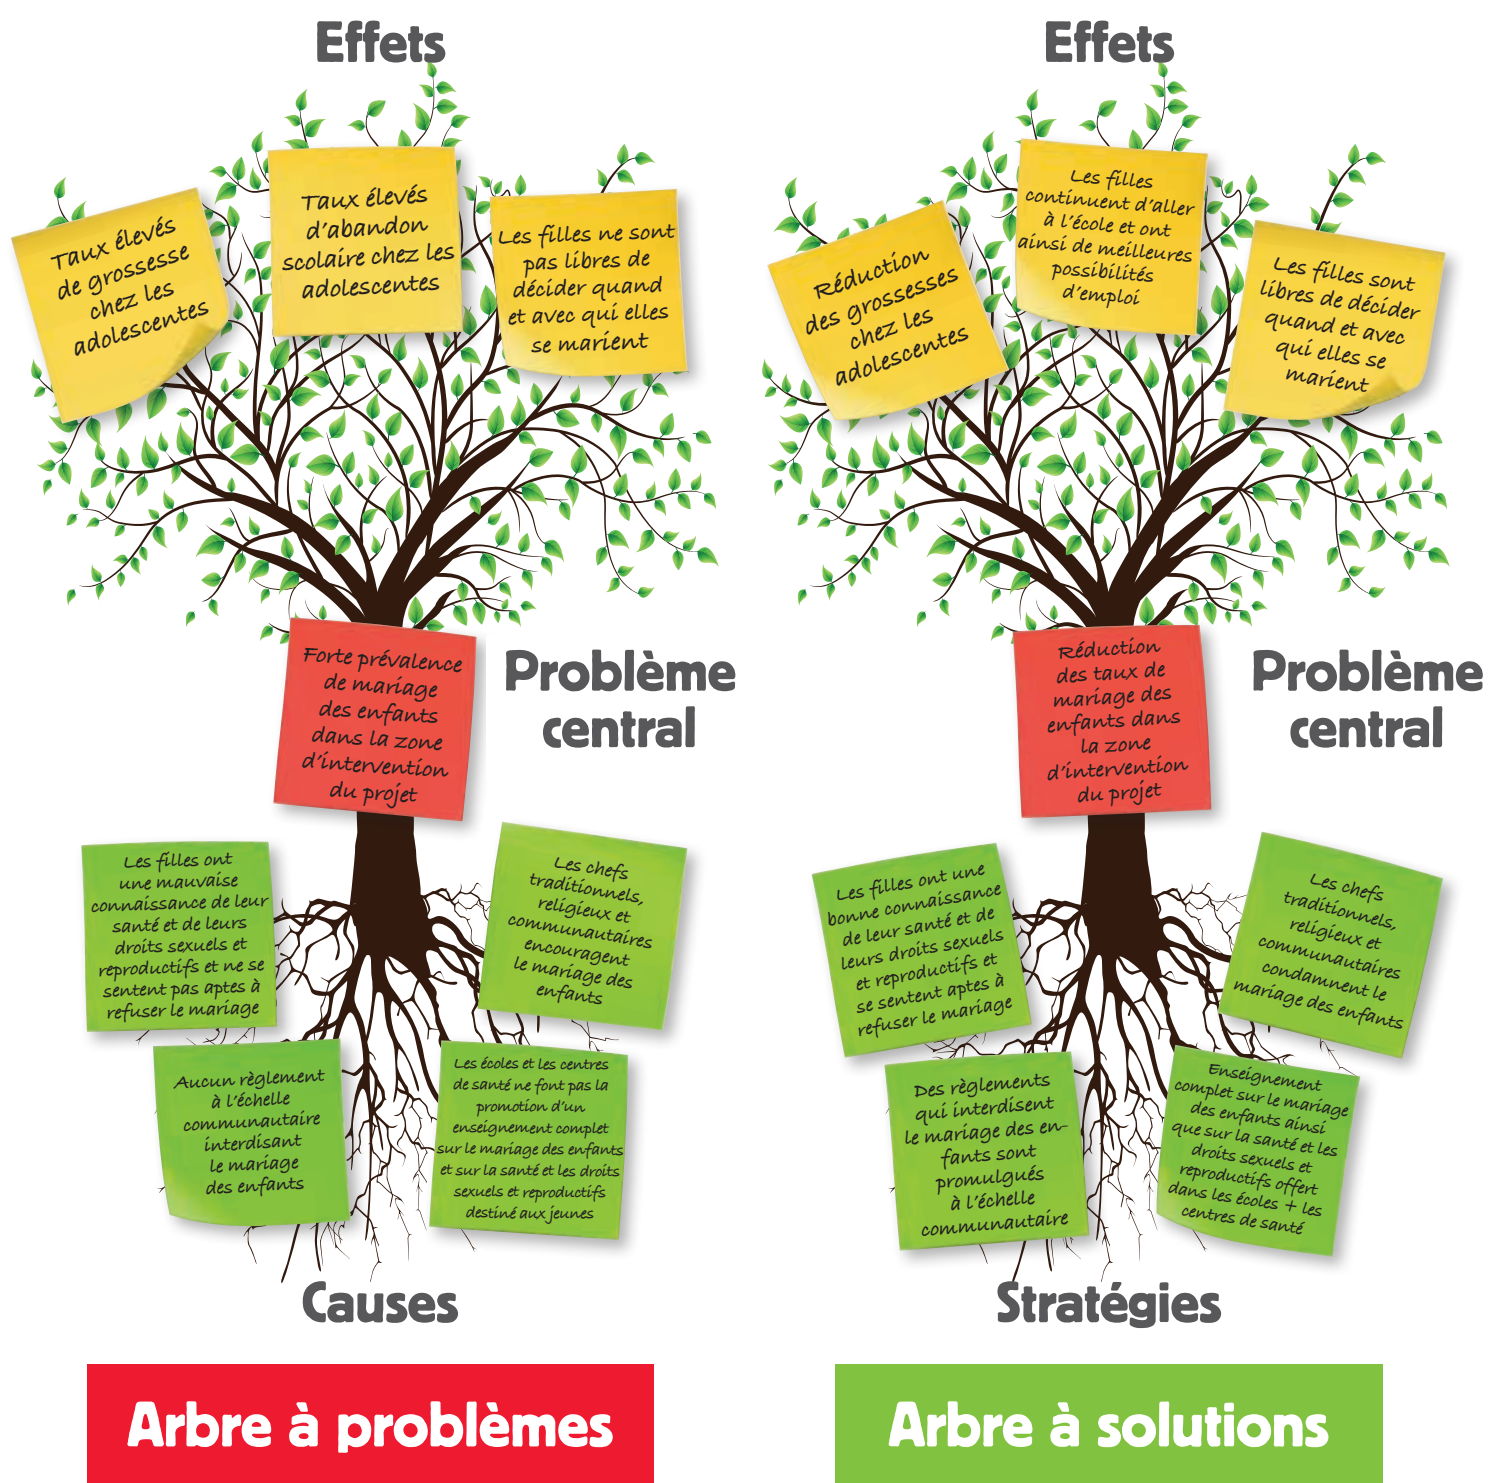 Effets
Taux élevés
de grossesse
chez les
adolescentes
Taux élevés
d'abandon
scolaire chez les
adolescentes
Les filles ne sont
pas libres de
décider quand
et avec qui elles
se marient
Forte prévalence
de mariage
des enfants
dans la zone
d'intervention
du projet
Problème
central
Les filles ont
une mauvaise
connaissance de leur
santé et de leurs
droits sexuels et
reproductifs et ne se
sentent pas aptes à
refuser le mariage
Les chefs
traditionnels,
religieux et
communautaires
encouragent
le mariage des
enfants
Aucun règlement
à l'échelle
communautaire
interdisant
le mariage
des enfants
Les écoles et les centres
de santé ne font pas la
promotion d'un
enseignement complet
sur le mariage des enfants
et sur la santé et les droits
sexuels et reproductifs
destiné aux jeunes
Causes
Arbre à problèmes
Effets
Réduction
des grossesses
chez les
adolescentes
Les filles
continuent d'aller
à l'école et ont
ainsi de meilleures
possibilités
d'emploi
Les filles sont
libres de décider
quand et avec
qui elles se
marient
Réduction
des taux de
mariage des
enfants dans
la zone
d'intervention
du projet
Problème
central
Les filles ont une
bonne connaissance
de leur santé et de
leurs droits sexuels
et reproductifs et
se sentent aptes à
refuser le mariage
Les chefs
traditionnels,
religieux et
communautaires
condamnent le
mariage des enfants
Des règlements
qui interdisent
le mariage des en-
fants sont
promulgués
à l'échelle
communautaire
Enseignement
complet sur le mariage
des enfants ainsi
que sur la santé et les
droits sexuels et
reproductifs offert
dans les écoles + les
centres de santé
Stratégies
Arbre à solutions